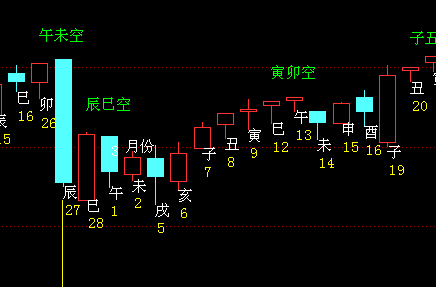 午未空
子丑
辰巳空
寅卯空
巳
16
卯
26
辰
15
辰
27
巳
28
3 月份
午
1
未
2
戌
5
亥
6
子
7
丑
8
寅
9
巳
12
午
13
未
14
申
15
酉
16
子
19
丑
20